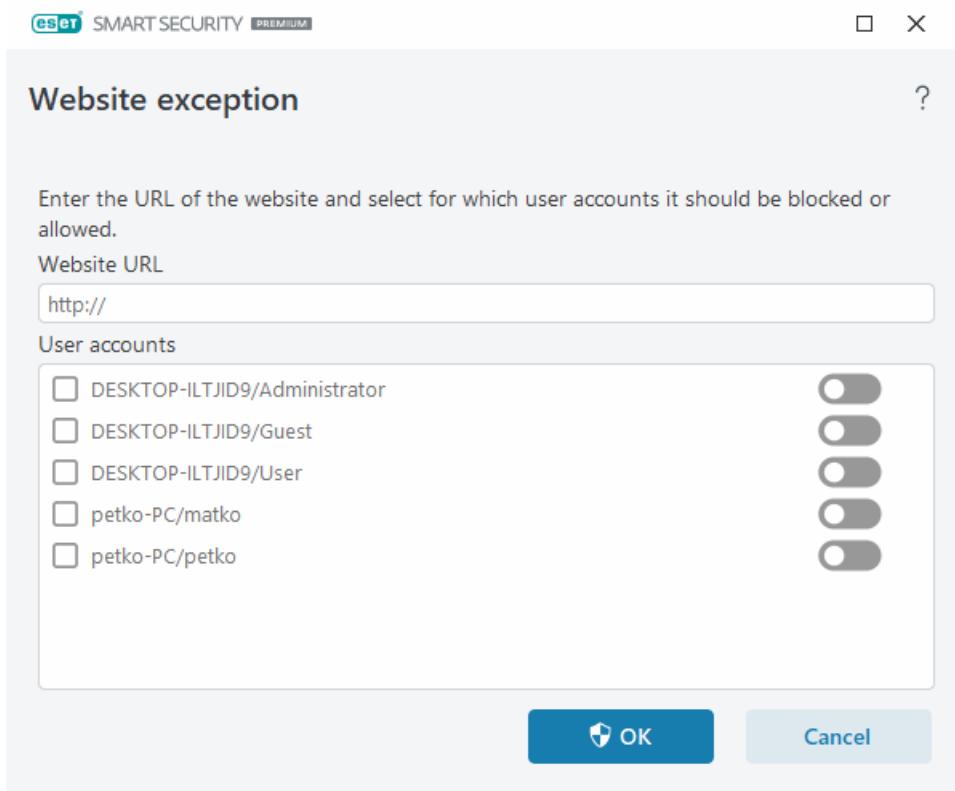 eseт SMART SECURITY PREMIUM
Website exception
?
Enter the URL of the website and select for which user accounts it should be blocked or
allowed.
Website URL
http://
User accounts
DESKTOP-ILTJID9/Administrator
DESKTOP-ILTJID9/Guest
DESKTOP-ILTJID9/User
petko-PC/matko
petko-PC/petko
OK
Cancel